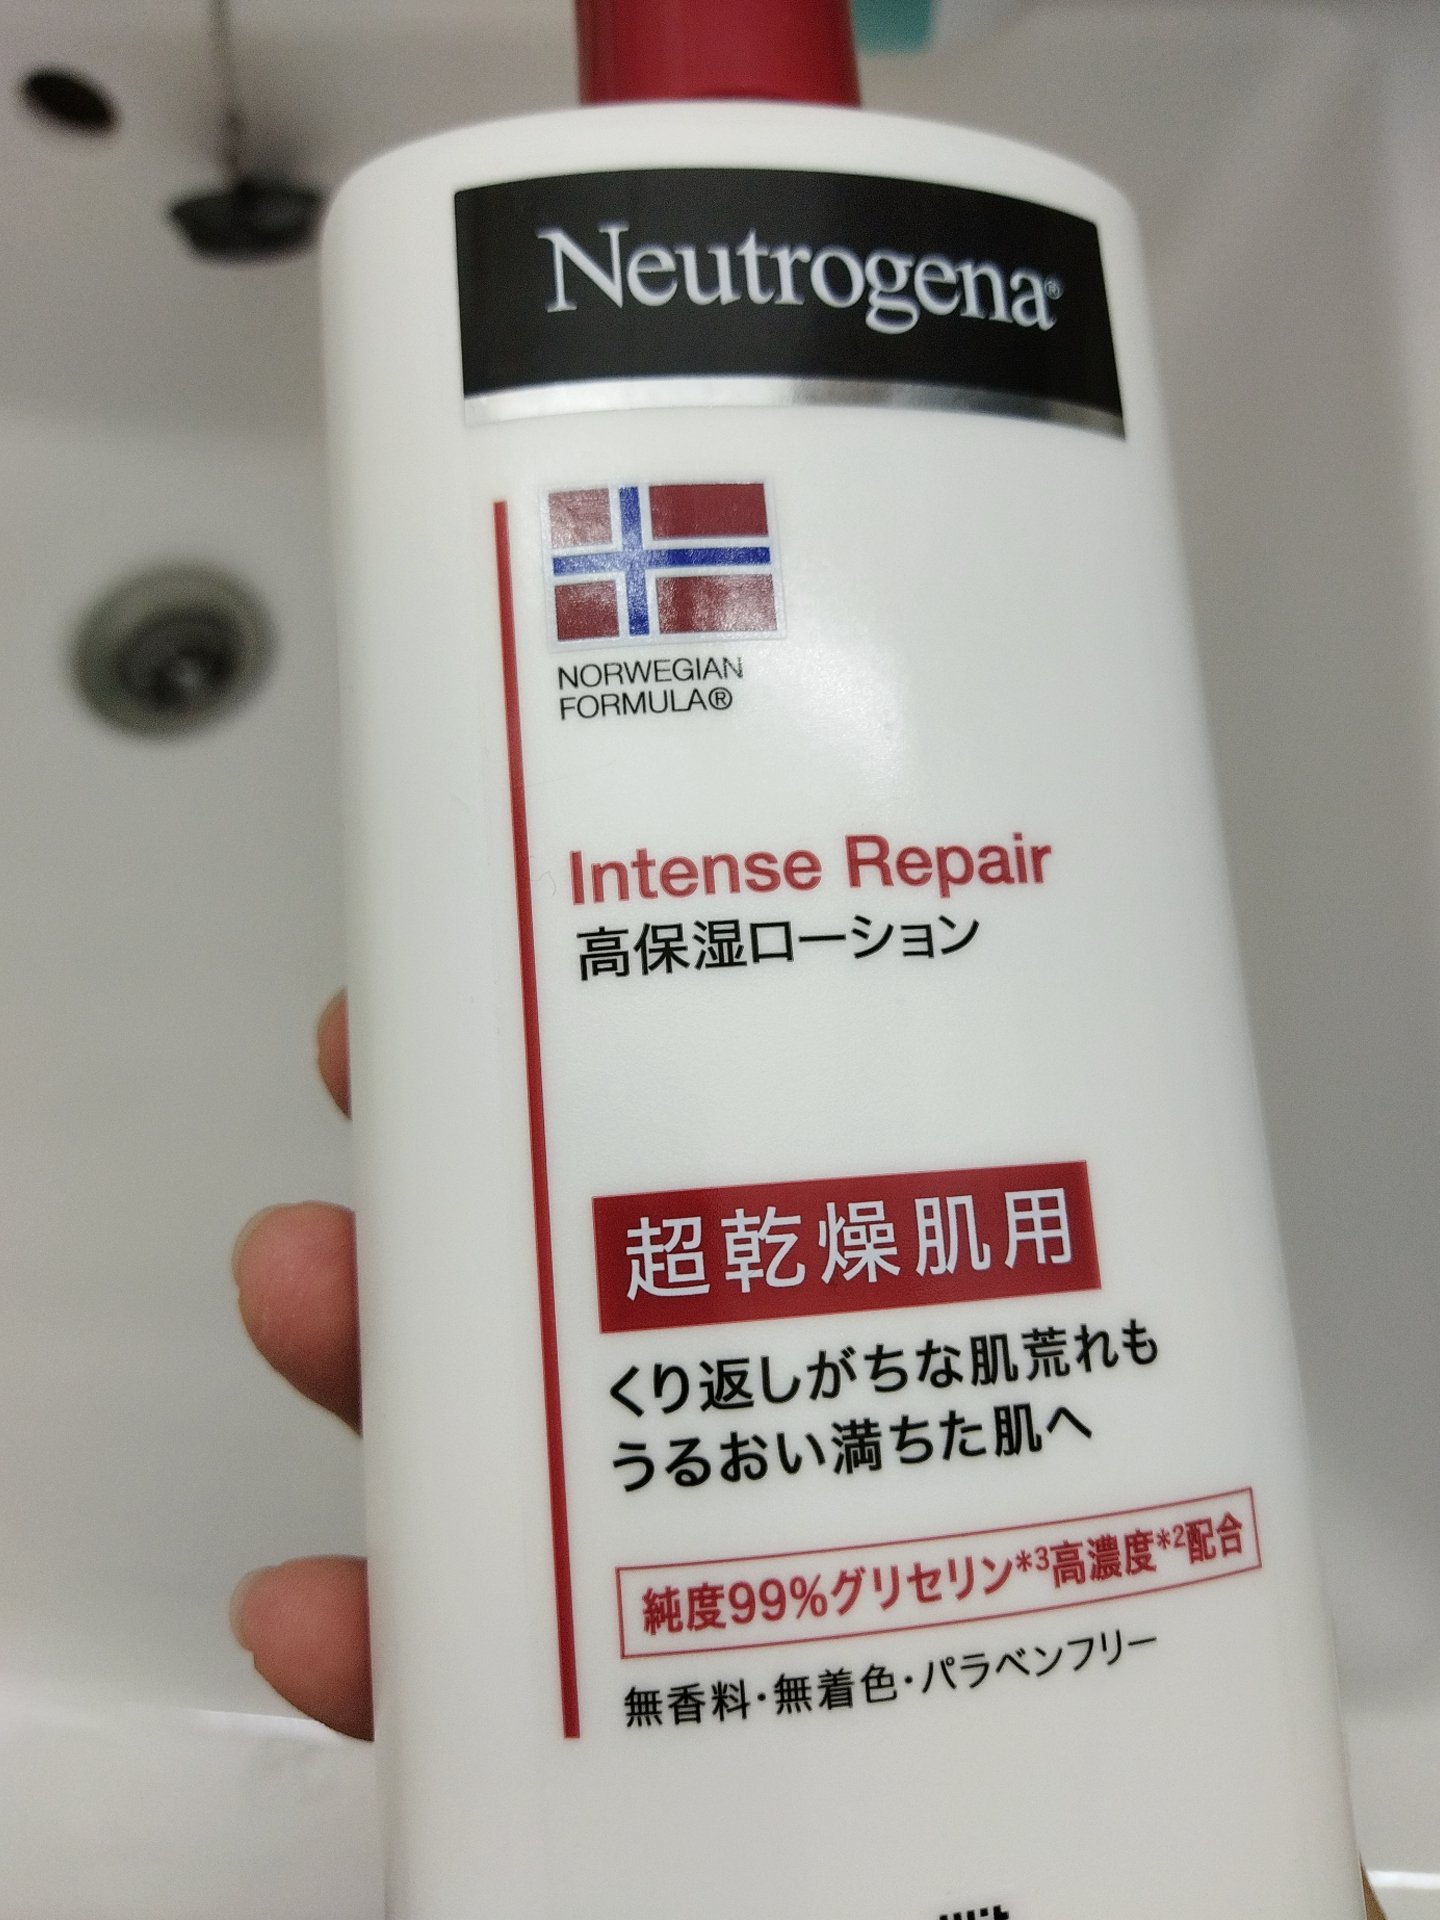 Neutrogena®
NORWEGIAN
FORMULA®
Intense Repair
高保湿ローション
超乾燥肌用
くり返しがちな肌荒れも
うるおい満ちた肌へ
純度99%グリセリン*3高濃度*2配合
無香料・無着色・パラベンフリー